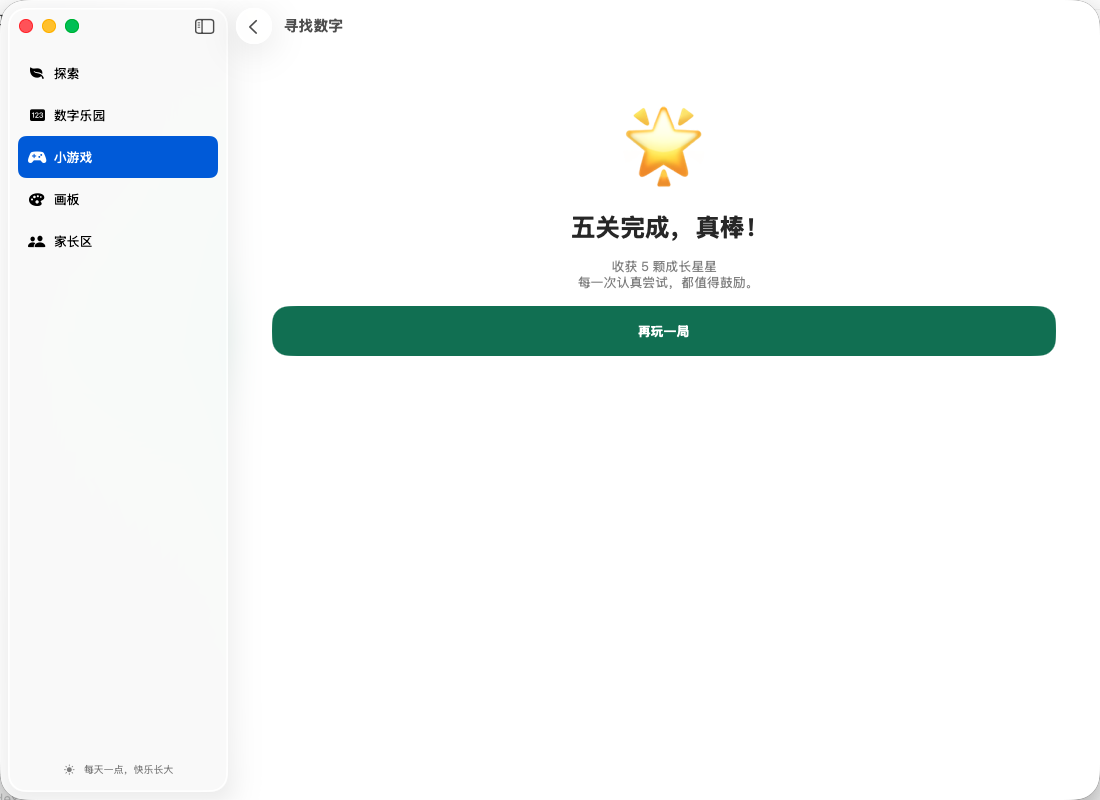 寻找数字
探索
123 数字乐园
小游戏
画板
家长区
五关完成，真棒！
收获 5 颗成长星星
每一次认真尝试，都值得鼓励。
再玩一局
每天一点，快乐长大